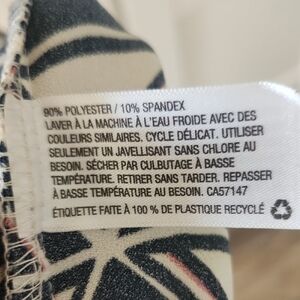 90% POLYESTER / 10% SPANDEX
LAVER À LA MACHINE À L'EAU FROIDE AVEC DES
COULEURS SIMILAIRES. CYCLE DÉLICAT. UTILISER
SEULEMENT UN JAVELLISANT SANS CHLORE AU
BESOIN. SÉCHER PAR CULBUTAGE À BASSE
TEMPÉRATURE. RETIRER SANS TARDER. REPASSER
À BASSE TEMPÉRATURE AU BESOIN. CA57147
ÉTIQUETTE FAITE À 100 % DE PLASTIQUE RECYCLÉ